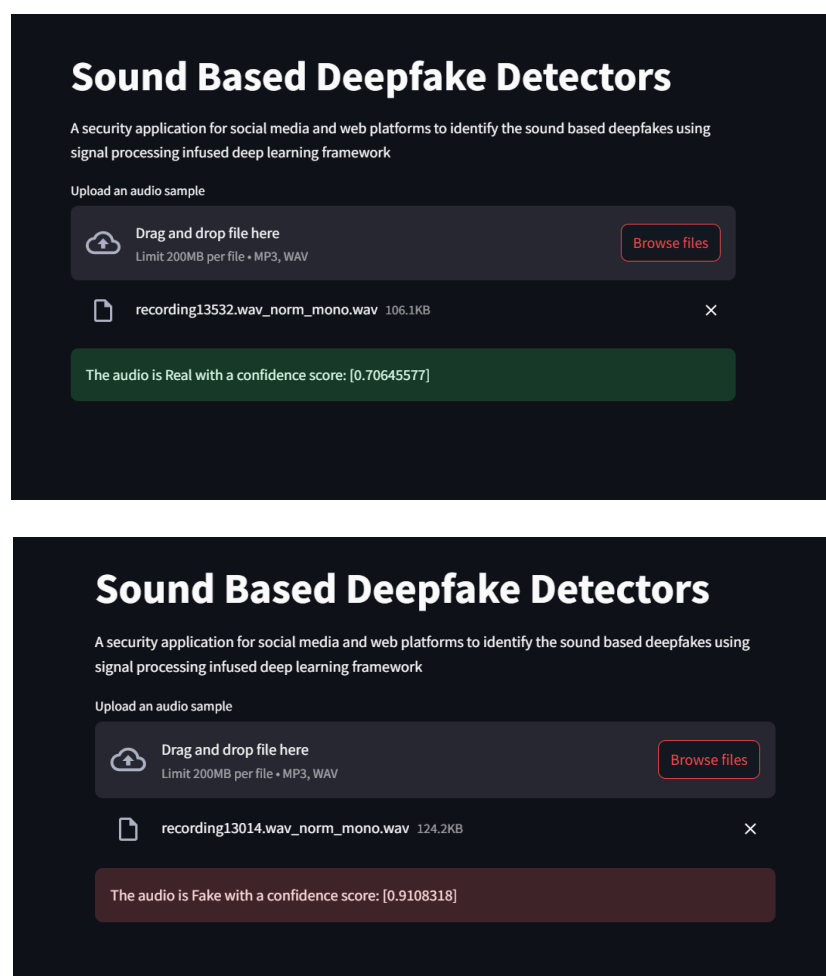 Sound Based Deepfake Detectors
A security application for social media and web platforms to identify the sound based deepfakes using
signal processing infused deep learning framework
Upload an audio sample
Drag and drop file here
Limit 200MB per file • MP3, WAV
Browse files
recording13532.wav_norm_mono.wav 106.1KB
The audio is Real with a confidence score: [0.70645577]
Sound Based Deepfake Detectors
A security application for social media and web platforms to identify the sound based deepfakes using
signal processing infused deep learning framework
Upload an audio sample
Drag and drop file here
Limit 200MB per file • MP3, WAV
Browse files
recording13014.wav_norm_mono.wav 124.2KB
The audio is Fake with a confidence score: [0.9108318]